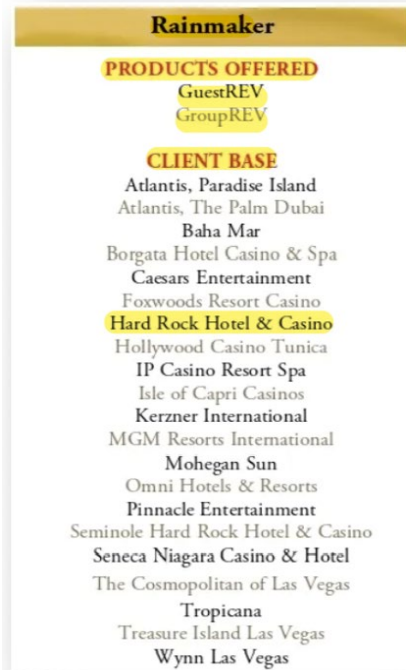 Rainmaker
PRODUCTS OFFERED
GuestREV
GroupREV
CLIENT BASE
Atlantis, Paradise Island
Atlantis, The Palm Dubai
Baha Mar
Borgata Hotel Casino & Spa
Caesars Entertainment
Foxwoods Resort Casino
Hard Rock Hotel & Casino
Hollywood Casino Tunica
IP Casino Resort Spa
Isle of Capri Casinos
Kerzner International
MGM Resorts International
Mohegan Sun
Omni Hotels & Resorts
Pinnacle Entertainment
Seminole Hard Rock Hotel & Casino
Seneca Niagara Casino & Hotel
The Cosmopolitan of Las Vegas
Tropicana
Treasure Island Las Vegas
Wynn Las Vegas